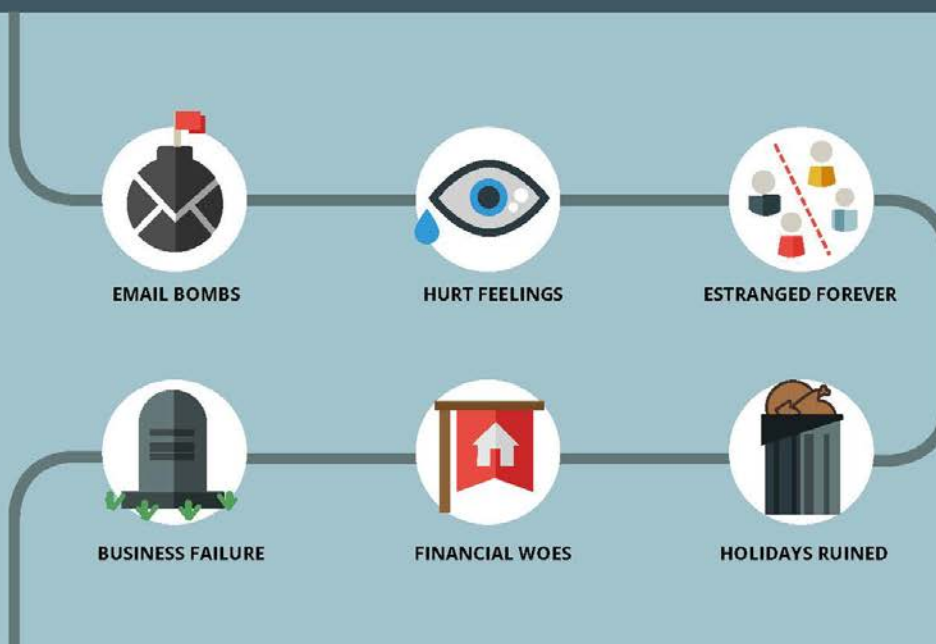 EMAIL BOMBS
HURT FEELINGS
ESTRANGED FOREVER
BUSINESS FAILURE
FINANCIAL WOES
HOLIDAYS RUINED